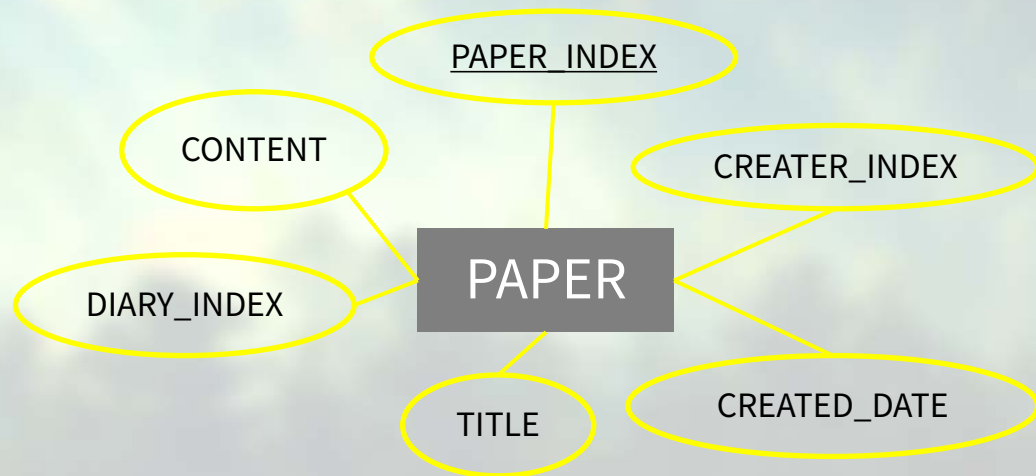 PAPER_INDEX
CONTENT
CREATER_INDEX
PAPER
DIARY_INDEX
TITLE
CREATED_DATE